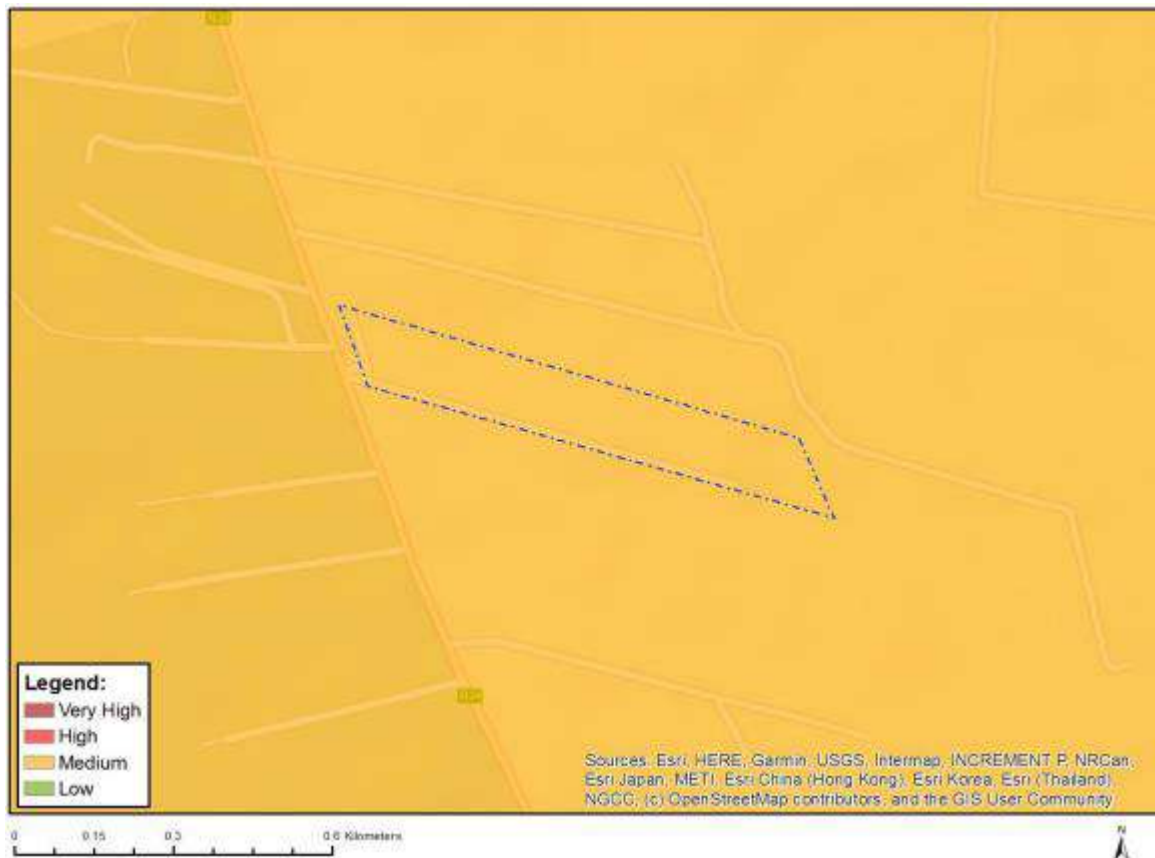 Legend:
Very High
High
Medium
Low
Sources: Esri, HERE, Garmin, USGS, Intermap, INCREMENT P, NRCan,
Esri Japan, METI, Esri China (Hong Kong), Esri Korea, Esri (Thailand),
NGCC, (c) OpenStreetMap contributors, and the GIS User Community
0 0.15 0.3 0.6 Kilometers
N